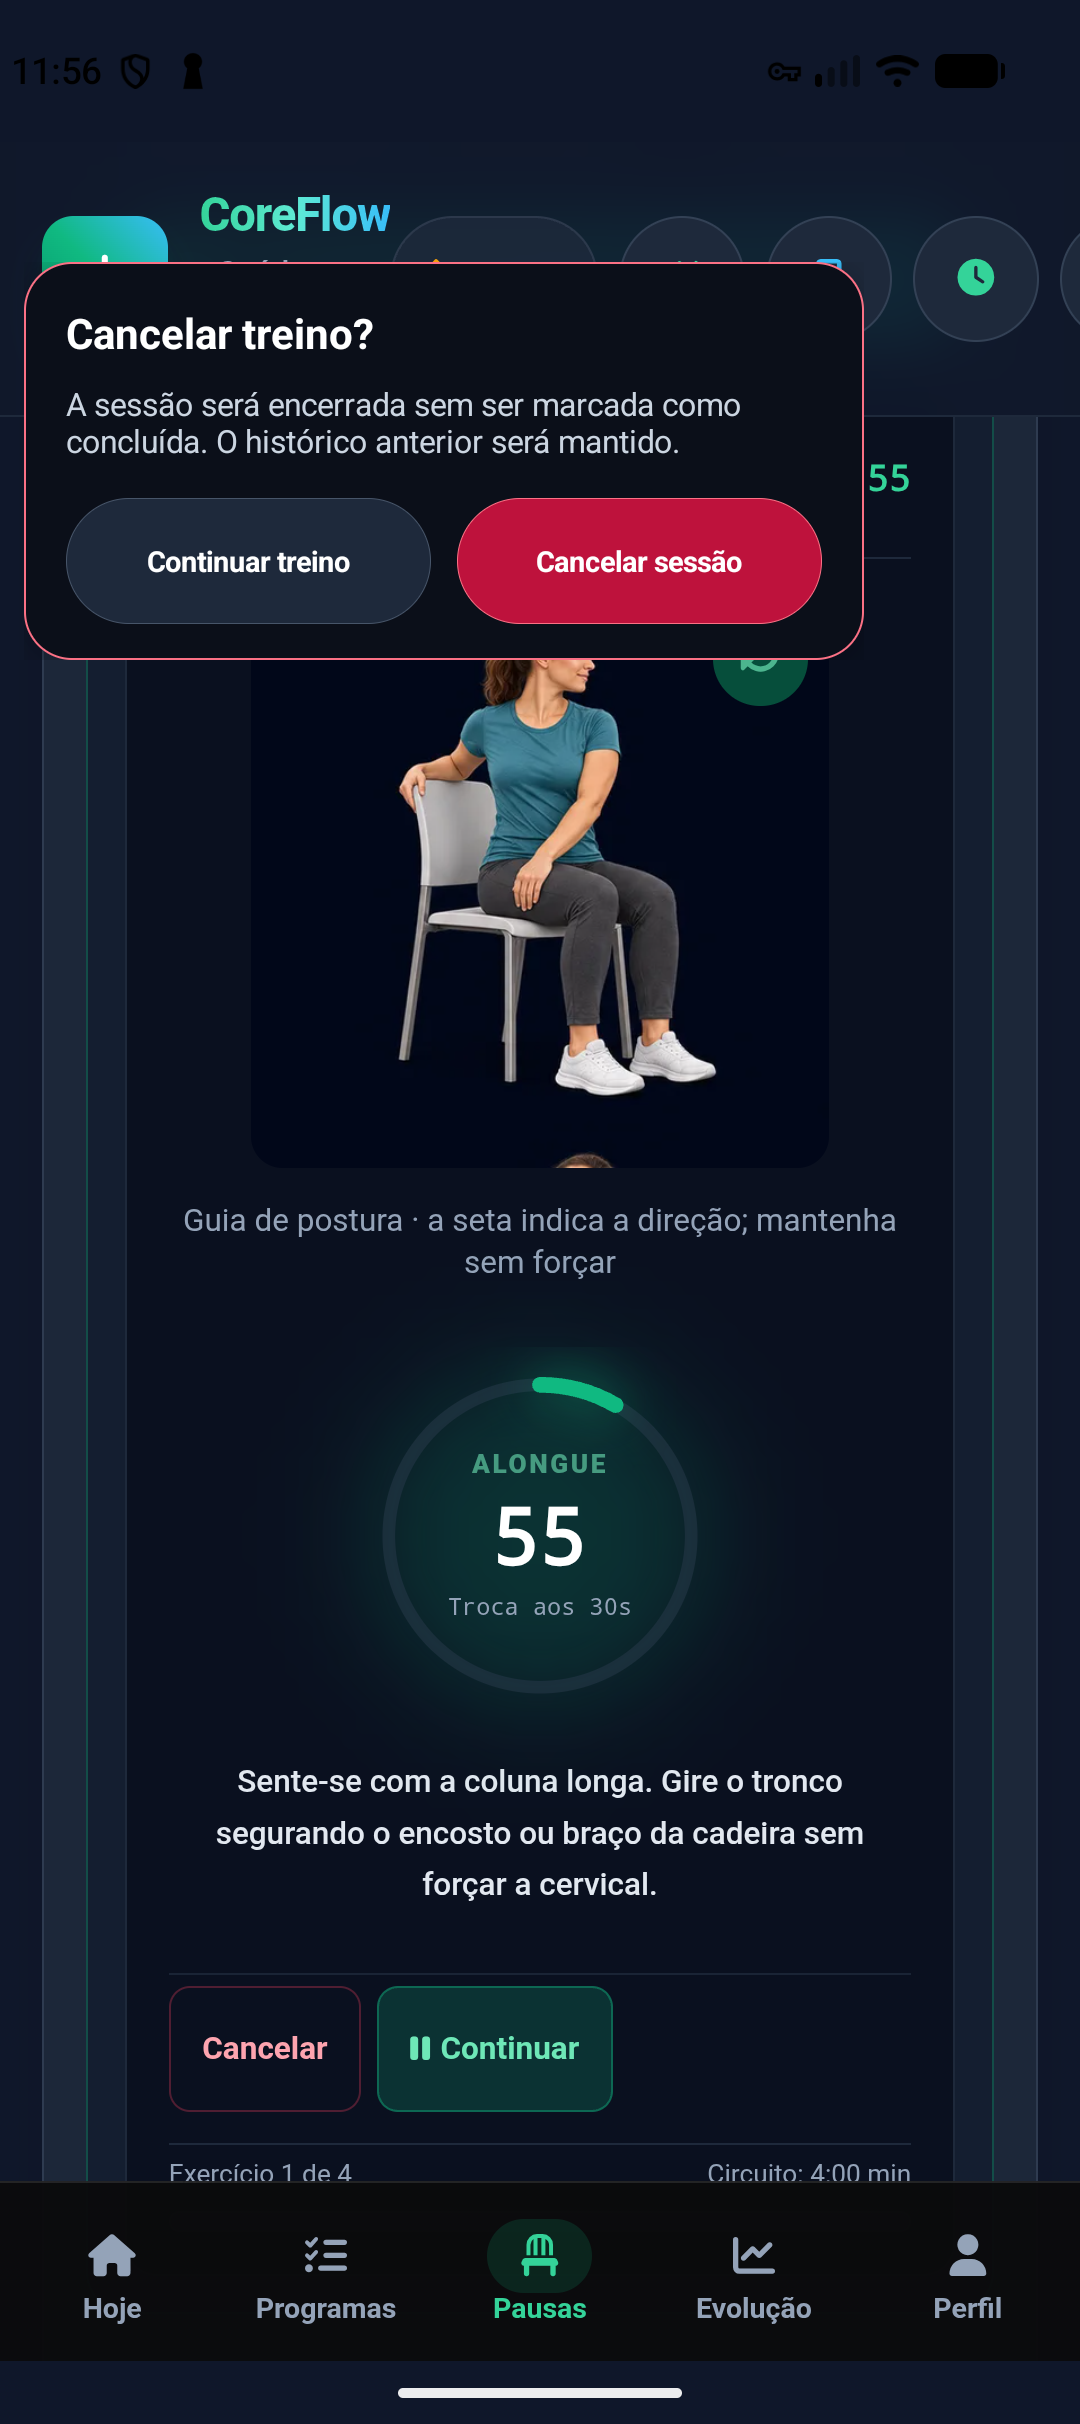 11:56
CoreFlow
Cancelar treino?
A sessão será encerrada sem ser marcada como
concluída. O histórico anterior será mantido.
55
Continuar treino
Cancelar sessão
Guia de postura · a seta indica a direção; mantenha
sem forçar
ALONGUE
55
Troca aos 30s
Sente-se com a coluna longa. Gire o tronco
segurando o encosto ou braço da cadeira sem
forçar a cervical.
Cancelar
Continuar
Exercício 1 de 4
Circuito: 4:00 min
Hoje
Programas
Pausas
Evolução
Perfil